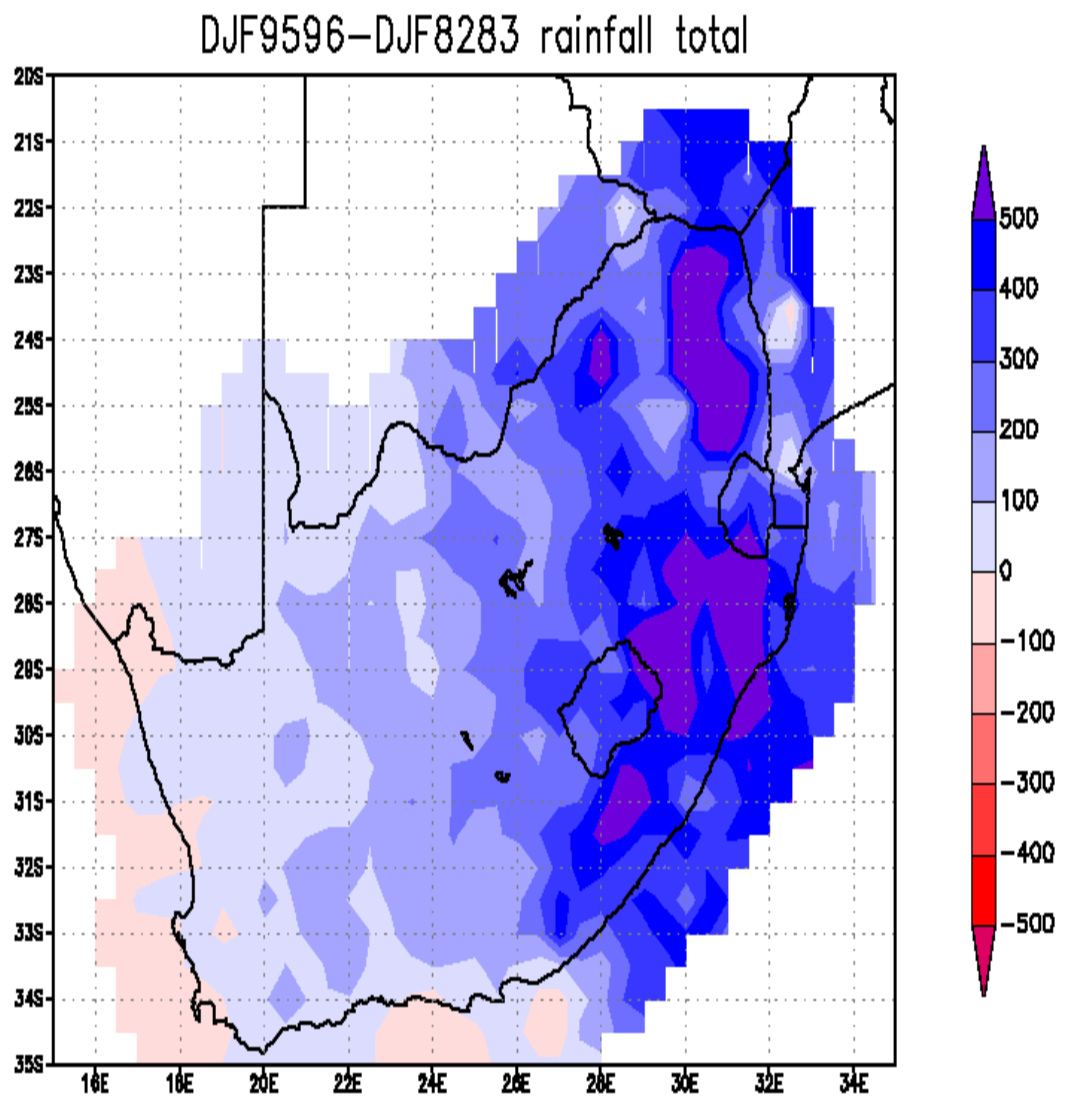 DJF9596-DJF8283 rainfall total
20S
21S
22S
23S
24S
25S
26S
27S
28S
29S
30S
31S
32S
33S
34S
35S
16E 18E 20E 22E 24E 26E 28E 30E 32E 34E
500
400
300
200
100
0
-100
-200
-300
-400
-500